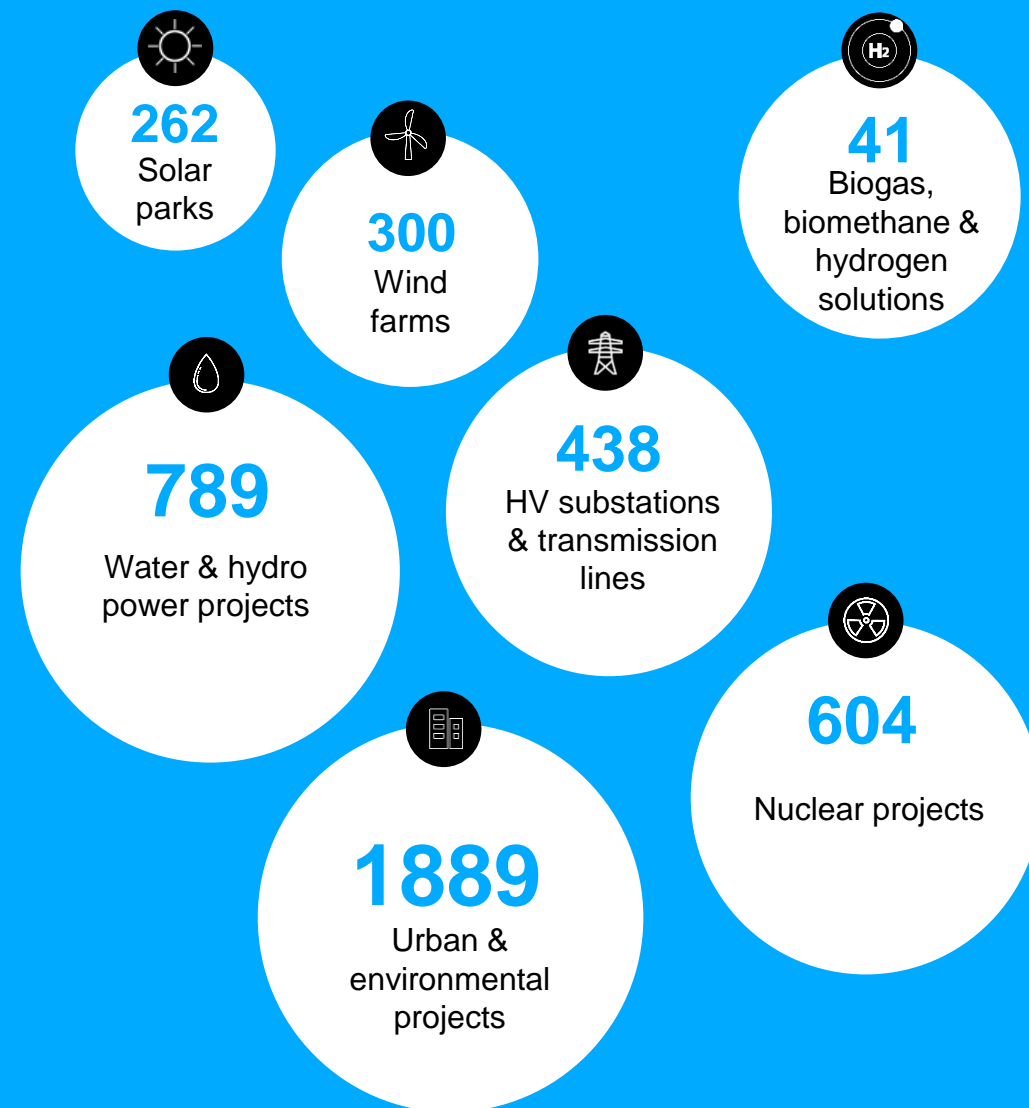 262
Solar
parks
H2
41
Biogas,
biomethane &
hydrogen
solutions
300
Wind
farms
789
Water & hydro
power projects
438
HV substations
& transmission
lines
604
Nuclear projects
1889
Urban &
environmental
projects